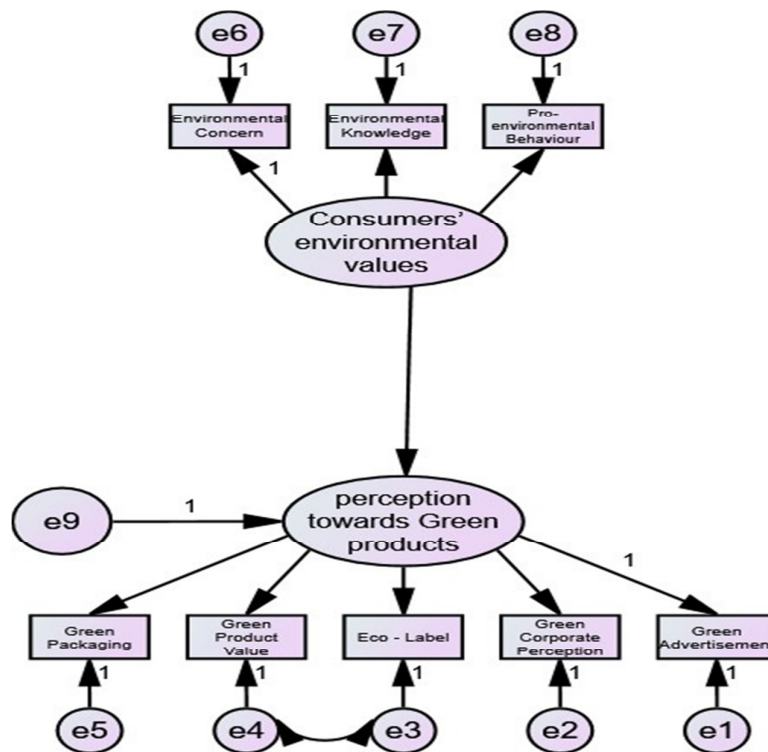 e6
e7
e8
1
1
1
Environmental
Concern
Environmental
Knowledge
Pro-
environmental
Behaviour
1
Consumers'
environmental
values
e9
1
perception
towards Green
products
1
Green
Packaging
Green
Product
Value
Eco - Label
Green
Corporate
Perception
Green
Advertisement
1
1
1
1
1
e5
e4
e3
e2
e1